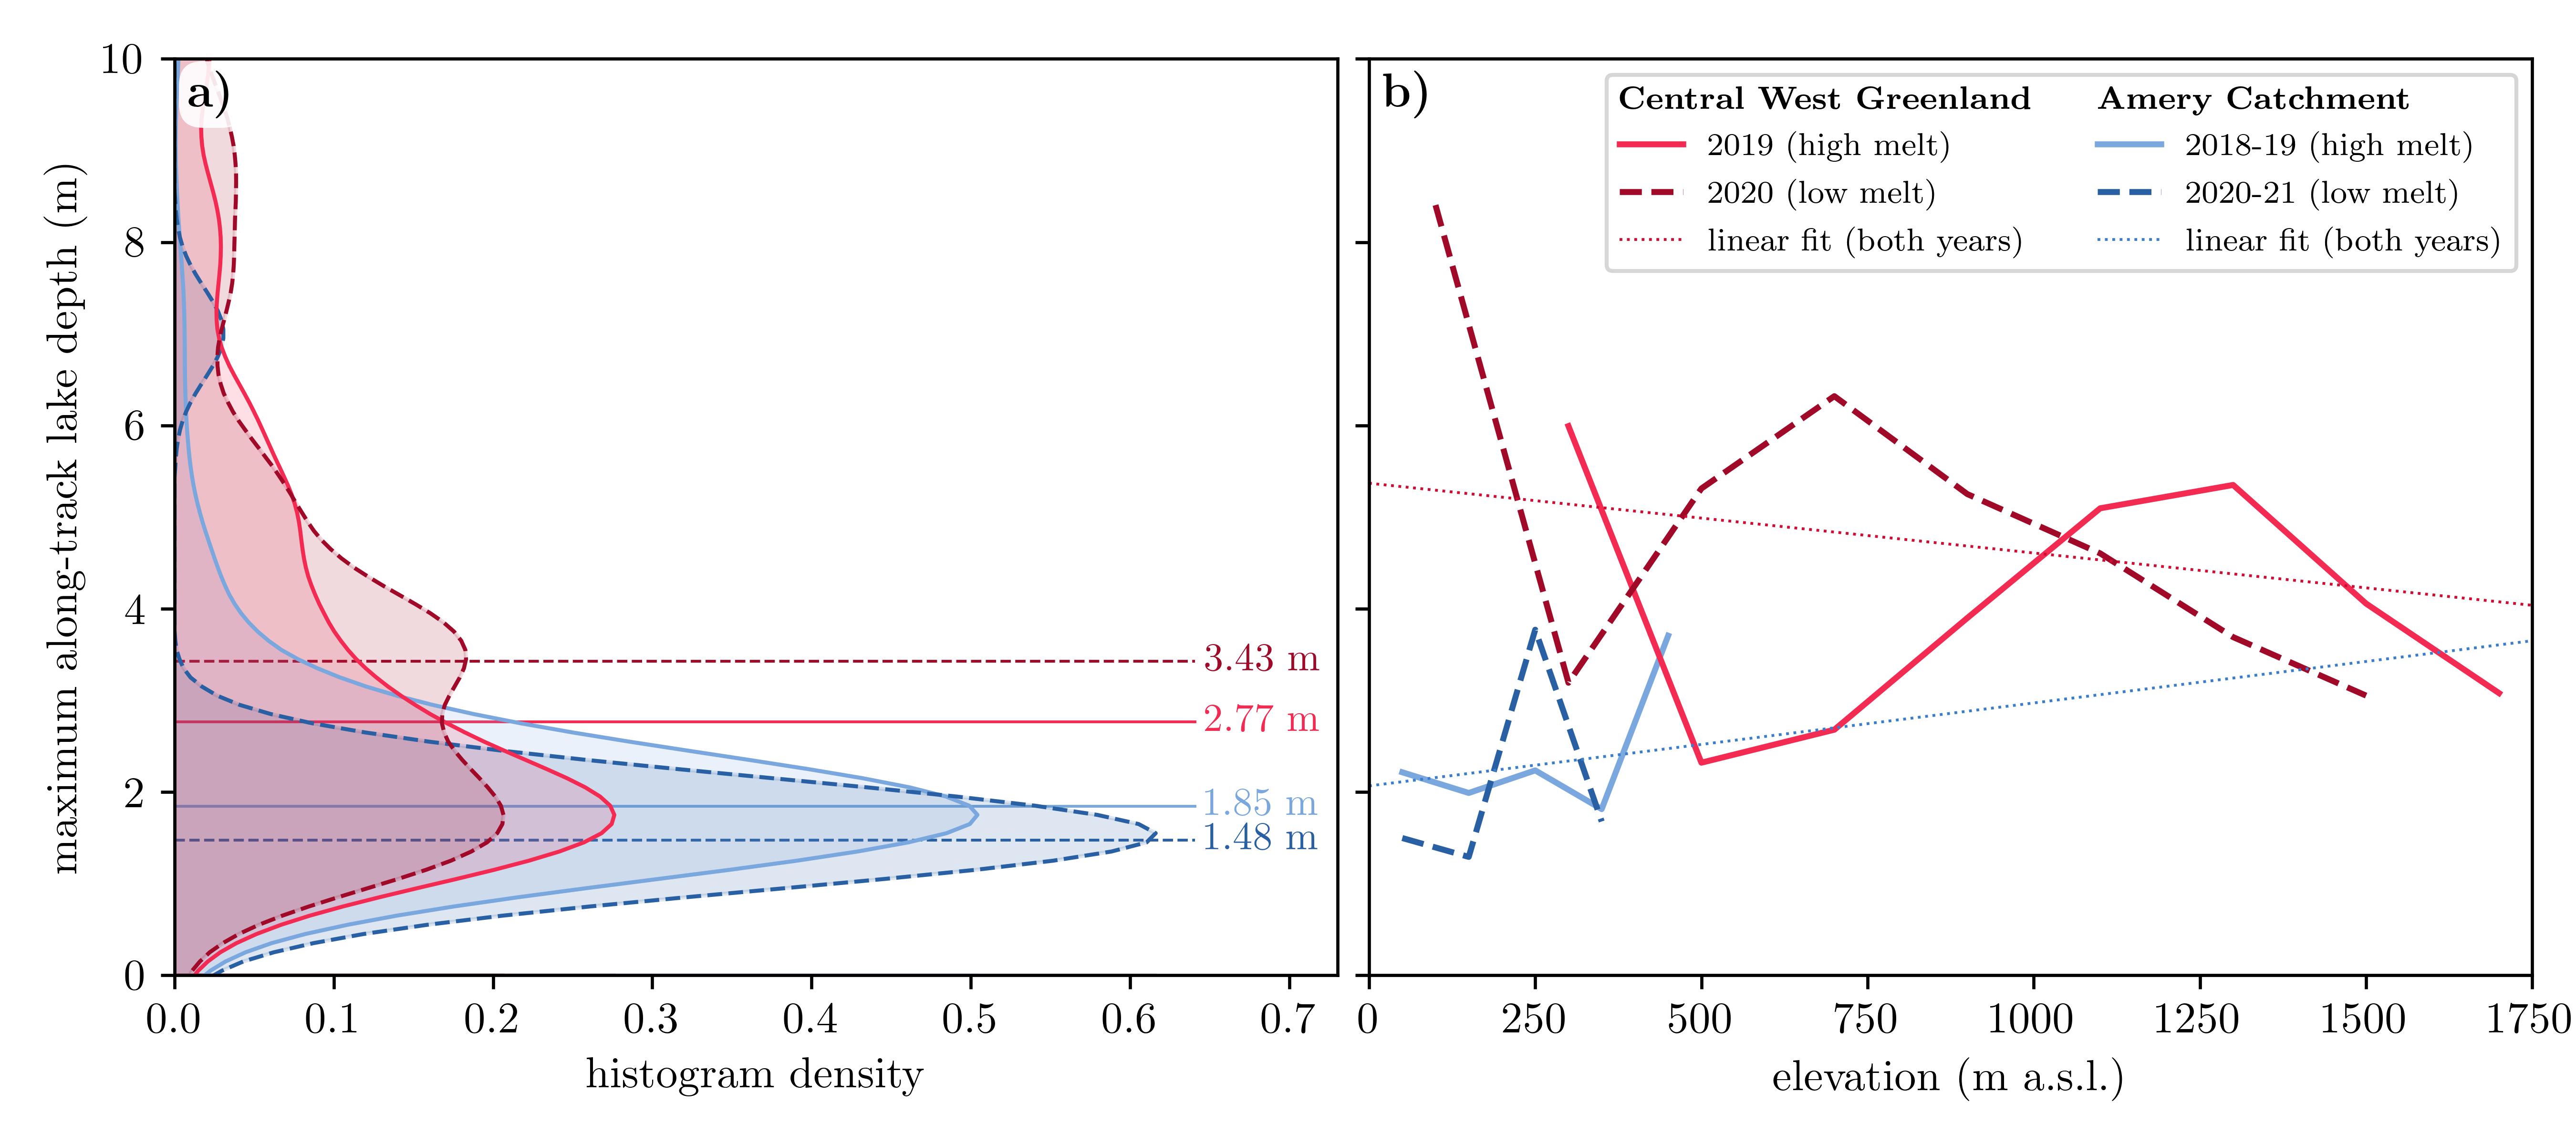 a)
10
8
6
4
2
0
maximum along-track lake depth (m)
3.43 m
2.77 m
1.85 m
1.48 m
0.0 0.1 0.2 0.3 0.4 0.5 0.6 0.7
histogram density
b)
Central West Greenland
2019 (high melt)
2020 (low melt)
linear fit (both years)
Amery Catchment
2018-19 (high melt)
2020-21 (low melt)
linear fit (both years)
0 250 500 750 1000 1250 1500 1750
elevation (m a.s.l.)